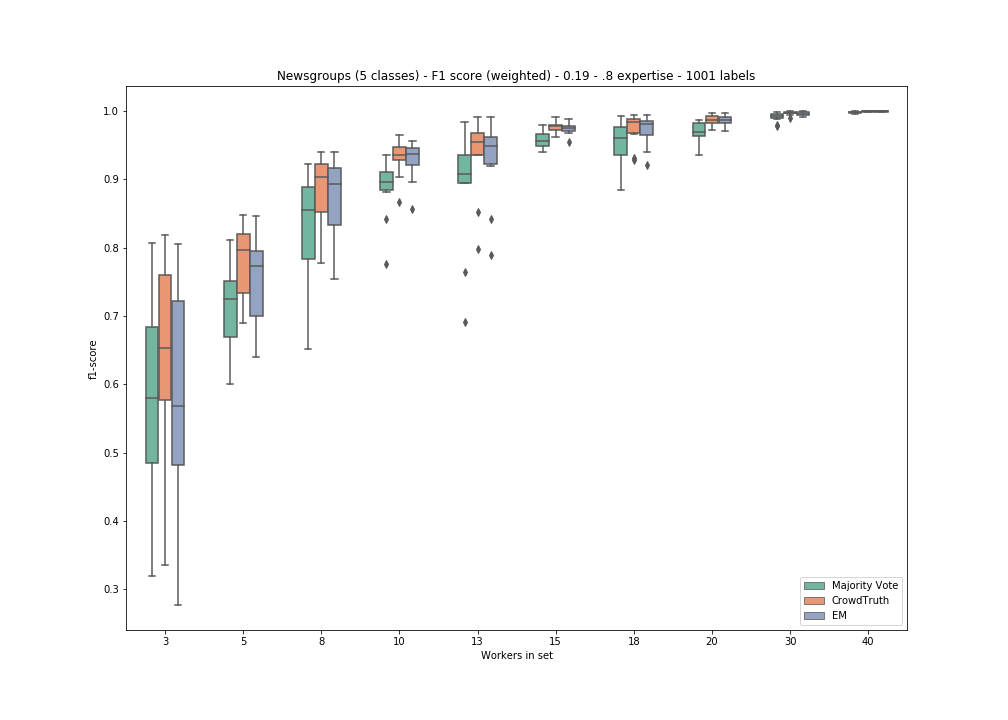 Newsgroups (5 classes) - F1 score (weighted) - 0.19 - .8 expertise - 1001 labels
1.0
0.9
0.8
0.7
0.6
0.5
0.4
0.3
f1-score
3 5 8 10 13 15 18 20 30 40
Workers in set
Majority Vote
CrowdTruth
EM